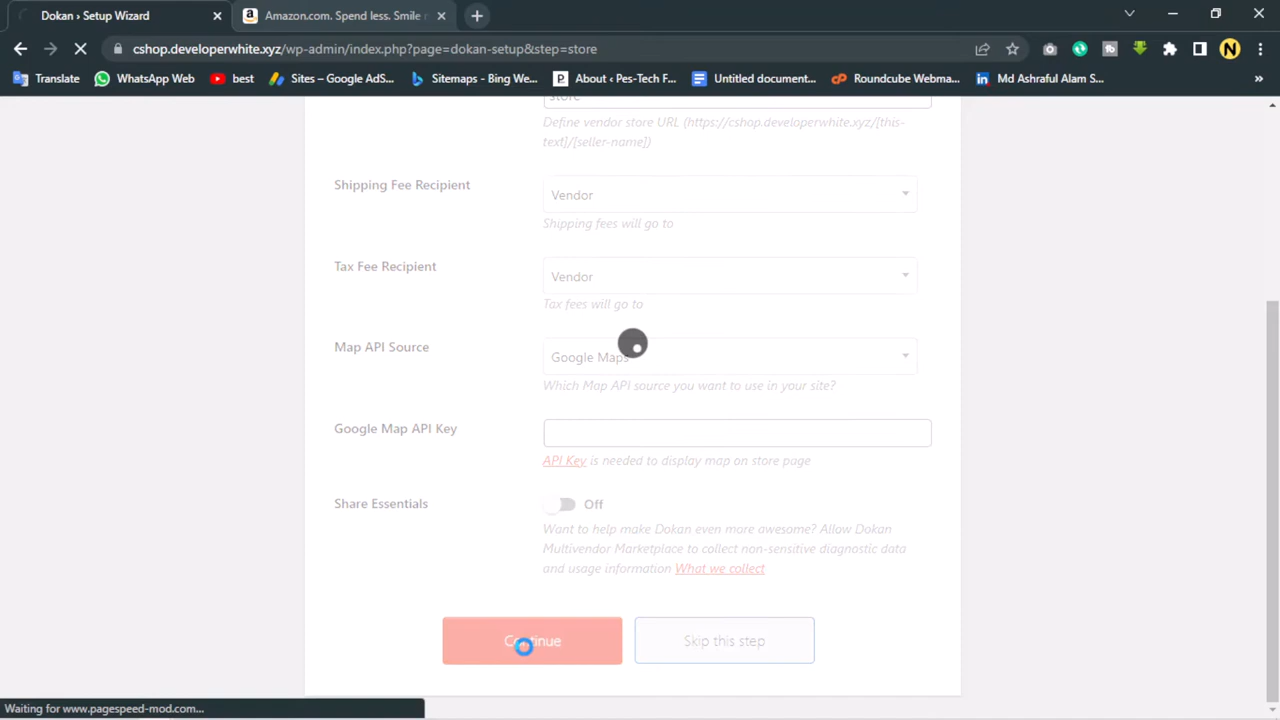 Dokan › Setup Wizard
Amazon.com. Spend less. Smile
cshop.developerwhite.xyz/wp-admin/index.php?page=dokan-setup&step=store
N
Translate
WhatsApp Web
best
Sites – Google AdS...
Sitemaps - Bing We...
About ‹ Pes-Tech F...
Untitled document...
Roundcube Webma...
Md Ashraful Alam S...
»
store
Define vendor store URL (https://cshop.developerwhite.xyz/[this-
text]/[seller-name])
Shipping Fee Recipient
Vendor
Shipping fees will go to
Tax Fee Recipient
Vendor
Tax fees will go to
Map API Source
Google Maps
Which Map API source you want to use in your site?
Google Map API Key
API Key is needed to display map on store page
Share Essentials
Off
Want to help make Dokan even more awesome? Allow Dokan
Multivendor Marketplace to collect non-sensitive diagnostic data
and usage information What we collect
Continue
Skip this step
Waiting for www.pagespeed-mod.com...